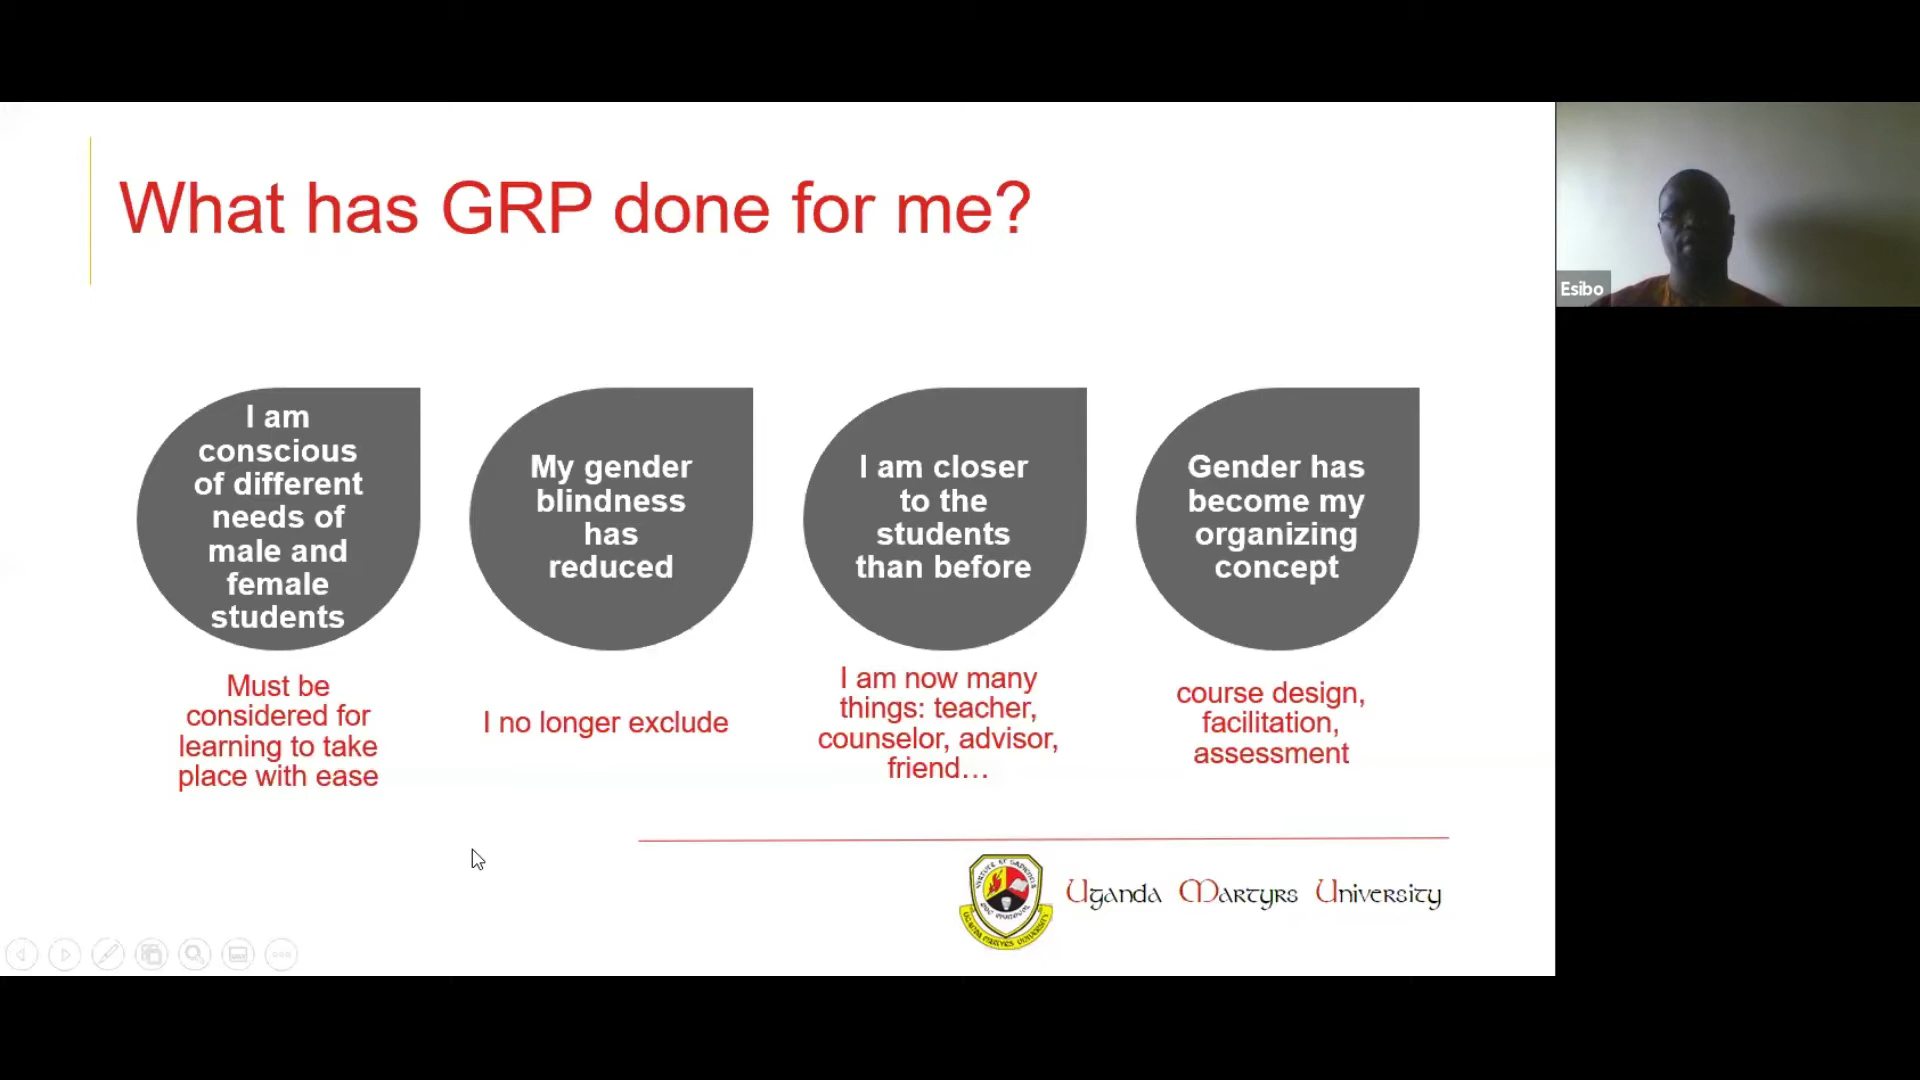 What has GRP done for me?
Esibo
I am
conscious
of different
needs of
male and
female
students
Must be
considered for
learning to take
place with ease
My gender
blindness
has
reduced
I no longer exclude
I am closer
to the
students
than before
I am now many
things: teacher,
counselor, advisor,
friend…
Gender has
become my
organizing
concept
course design,
facilitation,
assessment
Uganda Martyrs University
UGANDA MARTYRS UNIVERSITY